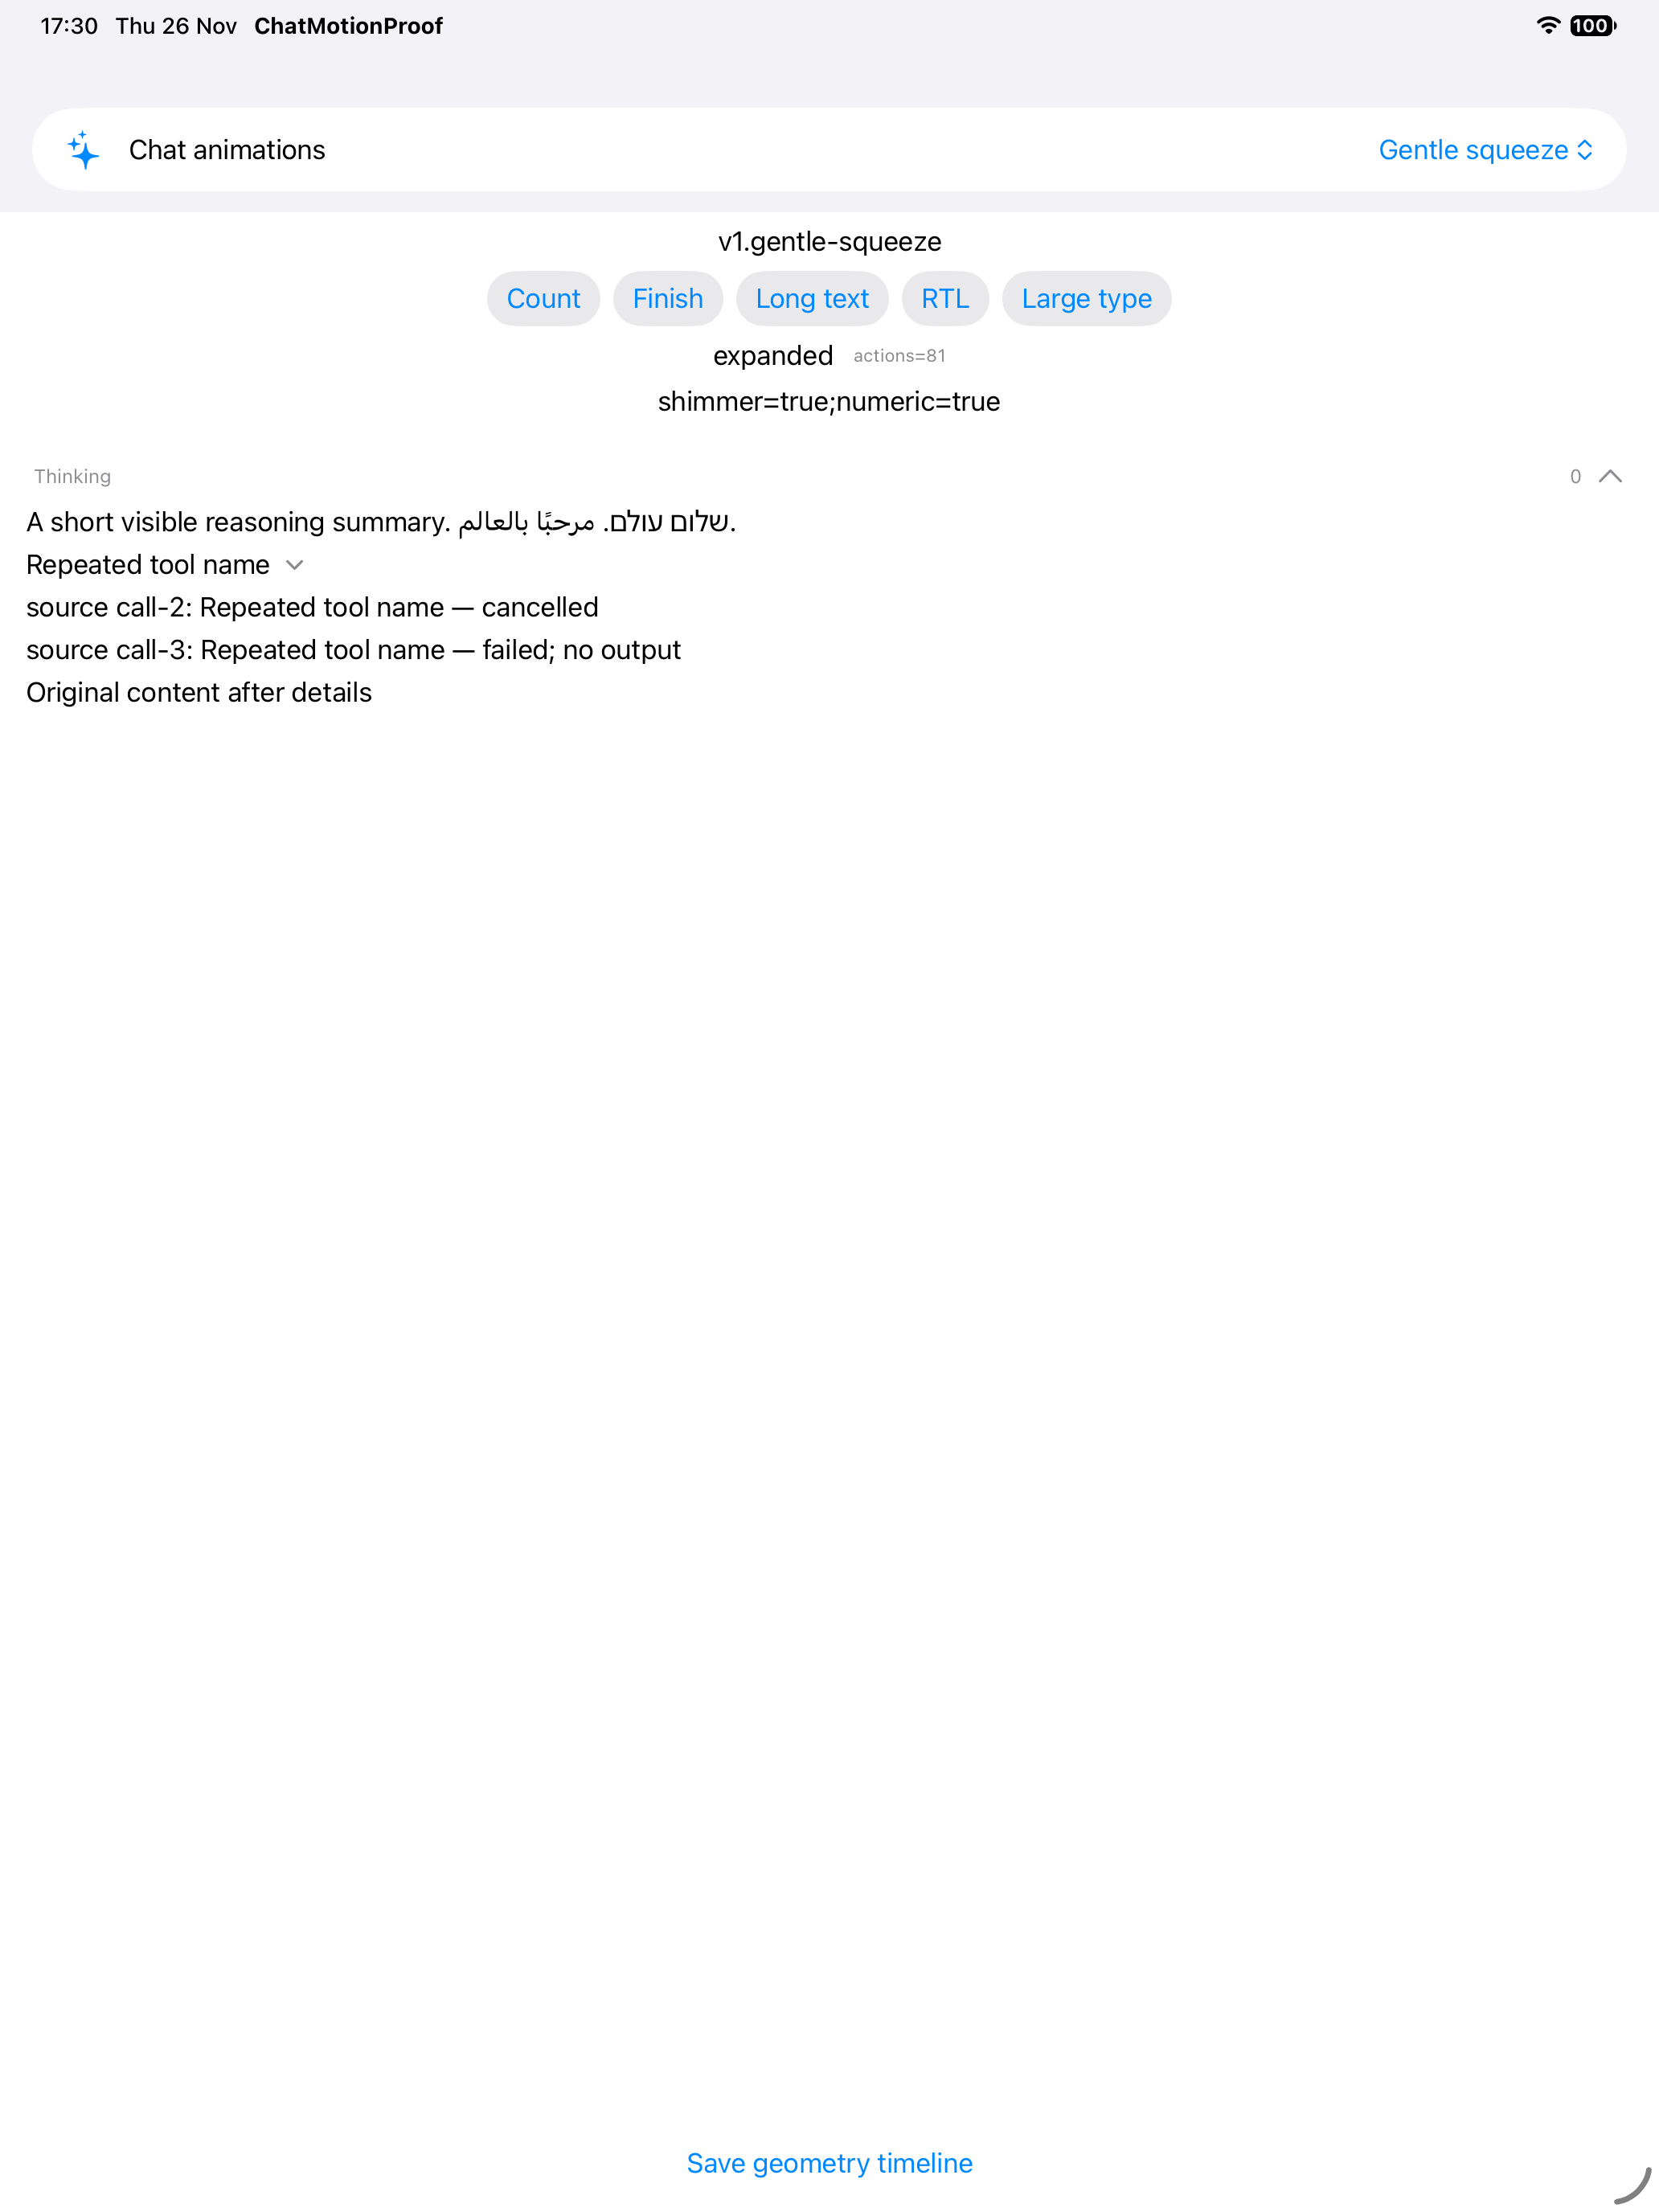 17:30 Thu 26 Nov ChatMotionProof 100
Chat animations Gentle squeeze
v1.gentle-squeeze
Count Finish Long text RTL Large type
expanded actions=81
shimmer=true;numeric=true
Thinking 0
A short visible reasoning summary. שלום עולם. مرحبًا بالعالم.
Repeated tool name
source call-2: Repeated tool name — cancelled
source call-3: Repeated tool name — failed; no output
Original content after details
Save geometry timeline